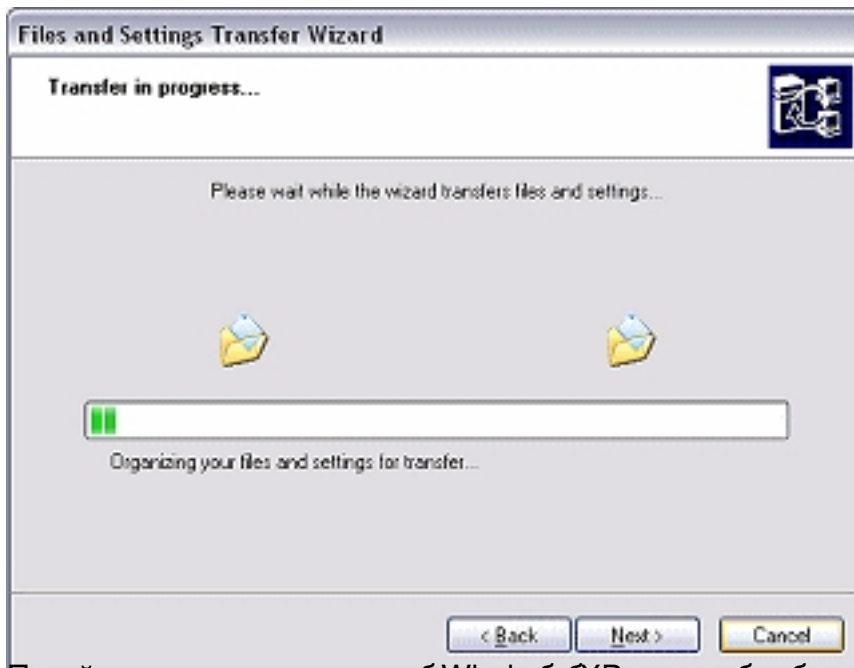 Files and Settings Transfer Wizard
Transfer in progress...
Please wait while the wizard transfers files and settings...
Organizing your files and settings for transfer...
< Back
Next >
Cancel